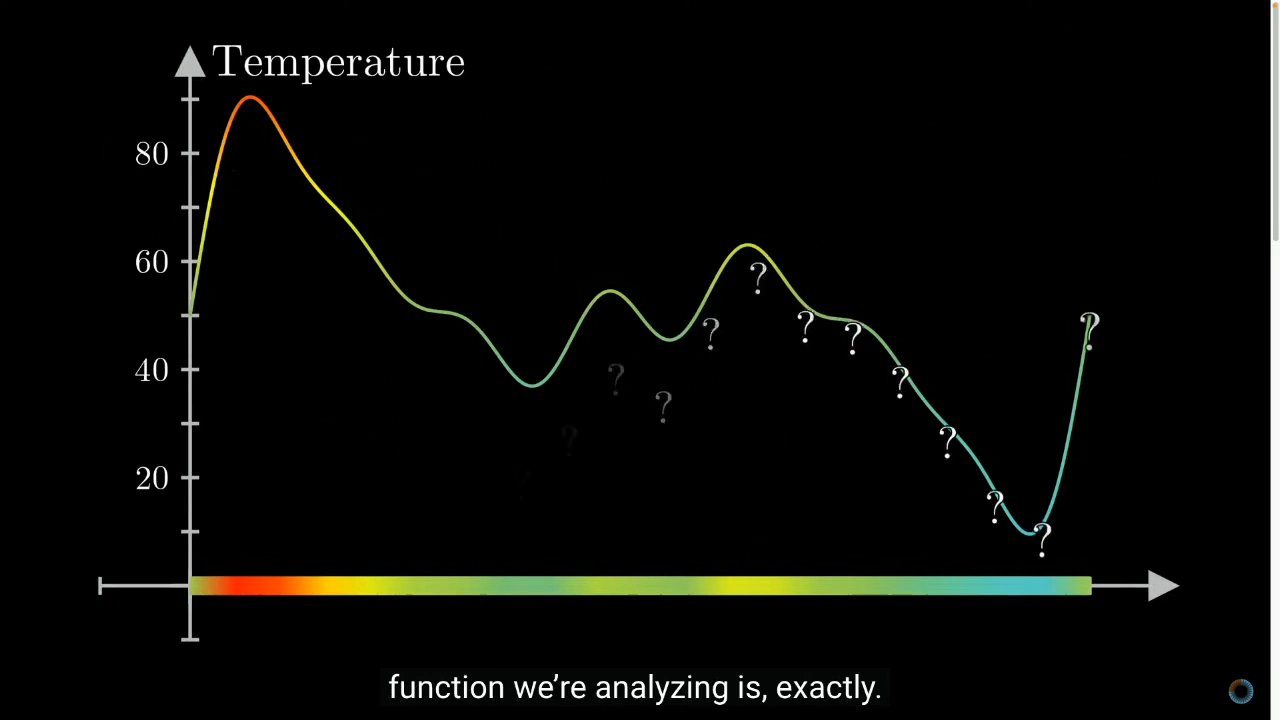 Temperature
80
60
40
20
? ? ? ? ? ? ? ? ? ? ? ?
function we’re analyzing is, exactly.